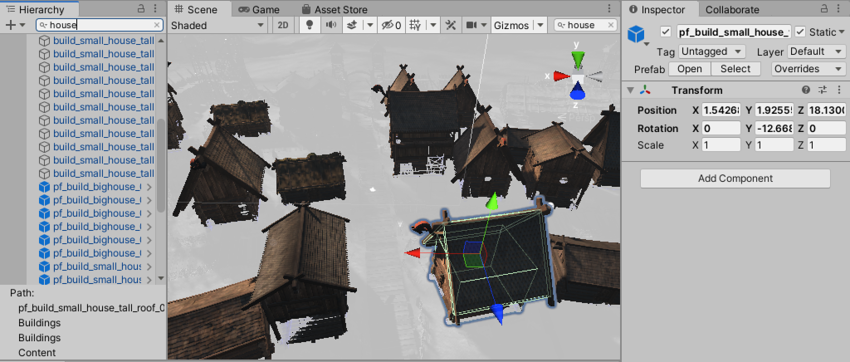 Hierarchy
house
build_small_house_tall
build_small_house_tall
build_small_house_tall
build_small_house_tall
build_small_house_tall
build_small_house_tall
build_small_house_tall
build_small_house_tall
build_small_house_tall
build_small_house_tall
build_small_house_tall
pf_build_bighouse_
pf_build_bighouse_
pf_build_bighouse_
pf_build_bighouse_
pf_build_bighouse_
pf_build_bighouse_
pf_build_small_hous
pf_build_small_hous
Path:
pf_build_small_house_tall_roof_0
Buildings
Buildings
Content
Scene Game Asset Store
Shaded 2D 0 Gizmos house
y
x
z
Inspector Collaborate
pf_build_small_house_ Static
Tag Untagged Layer Default
Prefab Open Select Overrides
Transform
Position X 1.5426 Y 1.9255 Z 18.130
Rotation X 0 Y -12.668 Z 0
Scale X 1 Y 1 Z 1
Add Component